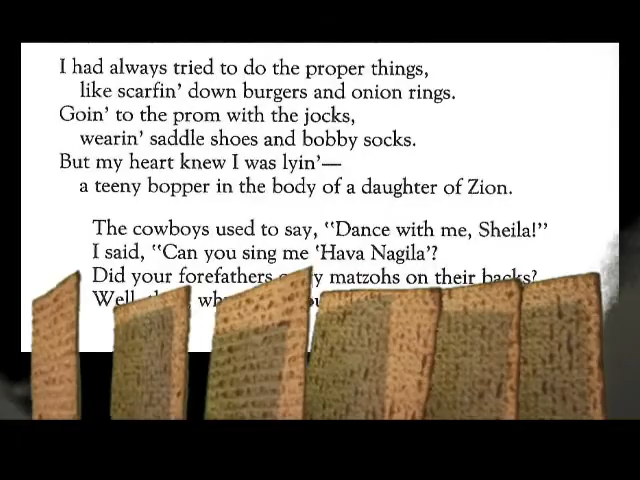 I had always tried to do the proper things,
like scarfin' down burgers and onion rings.
Goin' to the prom with the jocks,
wearin' saddle shoes and bobby socks.
But my heart knew I was lyin'—
a teeny bopper in the body of a daughter of Zion.
The cowboys used to say, "Dance with me, Sheila!"
I said, "Can you sing me 'Hava Nagila'?
Did your forefathers matzohs on their backs?